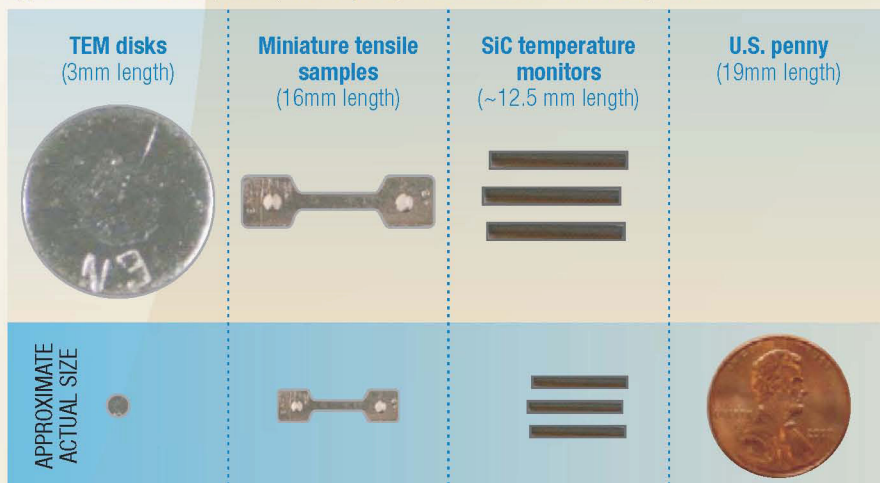 TEM disks
(3mm length)
Miniature tensile
samples
(16mm length)
SiC temperature
monitors
(~12.5 mm length)
U.S. penny
(19mm length)
APPROXIMATE
ACTUAL SIZE